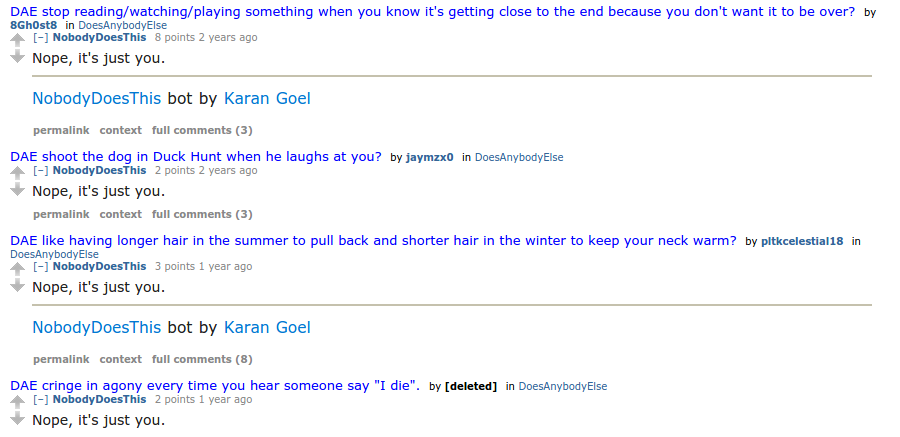 DAE stop reading/watching/playing something when you know it's getting close to the end because you don't want it to be over? by
8Gh0st8 in DoesAnybodyElse
[–] NobodyDoesThis 8 points 2 years ago
Nope, it's just you.
NobodyDoesThis bot by Karan Goel
permalink context full comments (3)
DAE shoot the dog in Duck Hunt when he laughs at you? by jaymzx0 in DoesAnybodyElse
[–] NobodyDoesThis 2 points 2 years ago
Nope, it's just you.
permalink context full comments (3)
DAE like having longer hair in the summer to pull back and shorter hair in the winter to keep your neck warm? by pltkcelestial18 in
DoesAnybodyElse
[–] NobodyDoesThis 3 points 1 year ago
Nope, it's just you.
NobodyDoesThis bot by Karan Goel
permalink context full comments (8)
DAE cringe in agony every time you hear someone say "I die". by [deleted] in DoesAnybodyElse
[–] NobodyDoesThis 2 points 1 year ago
Nope, it's just you.